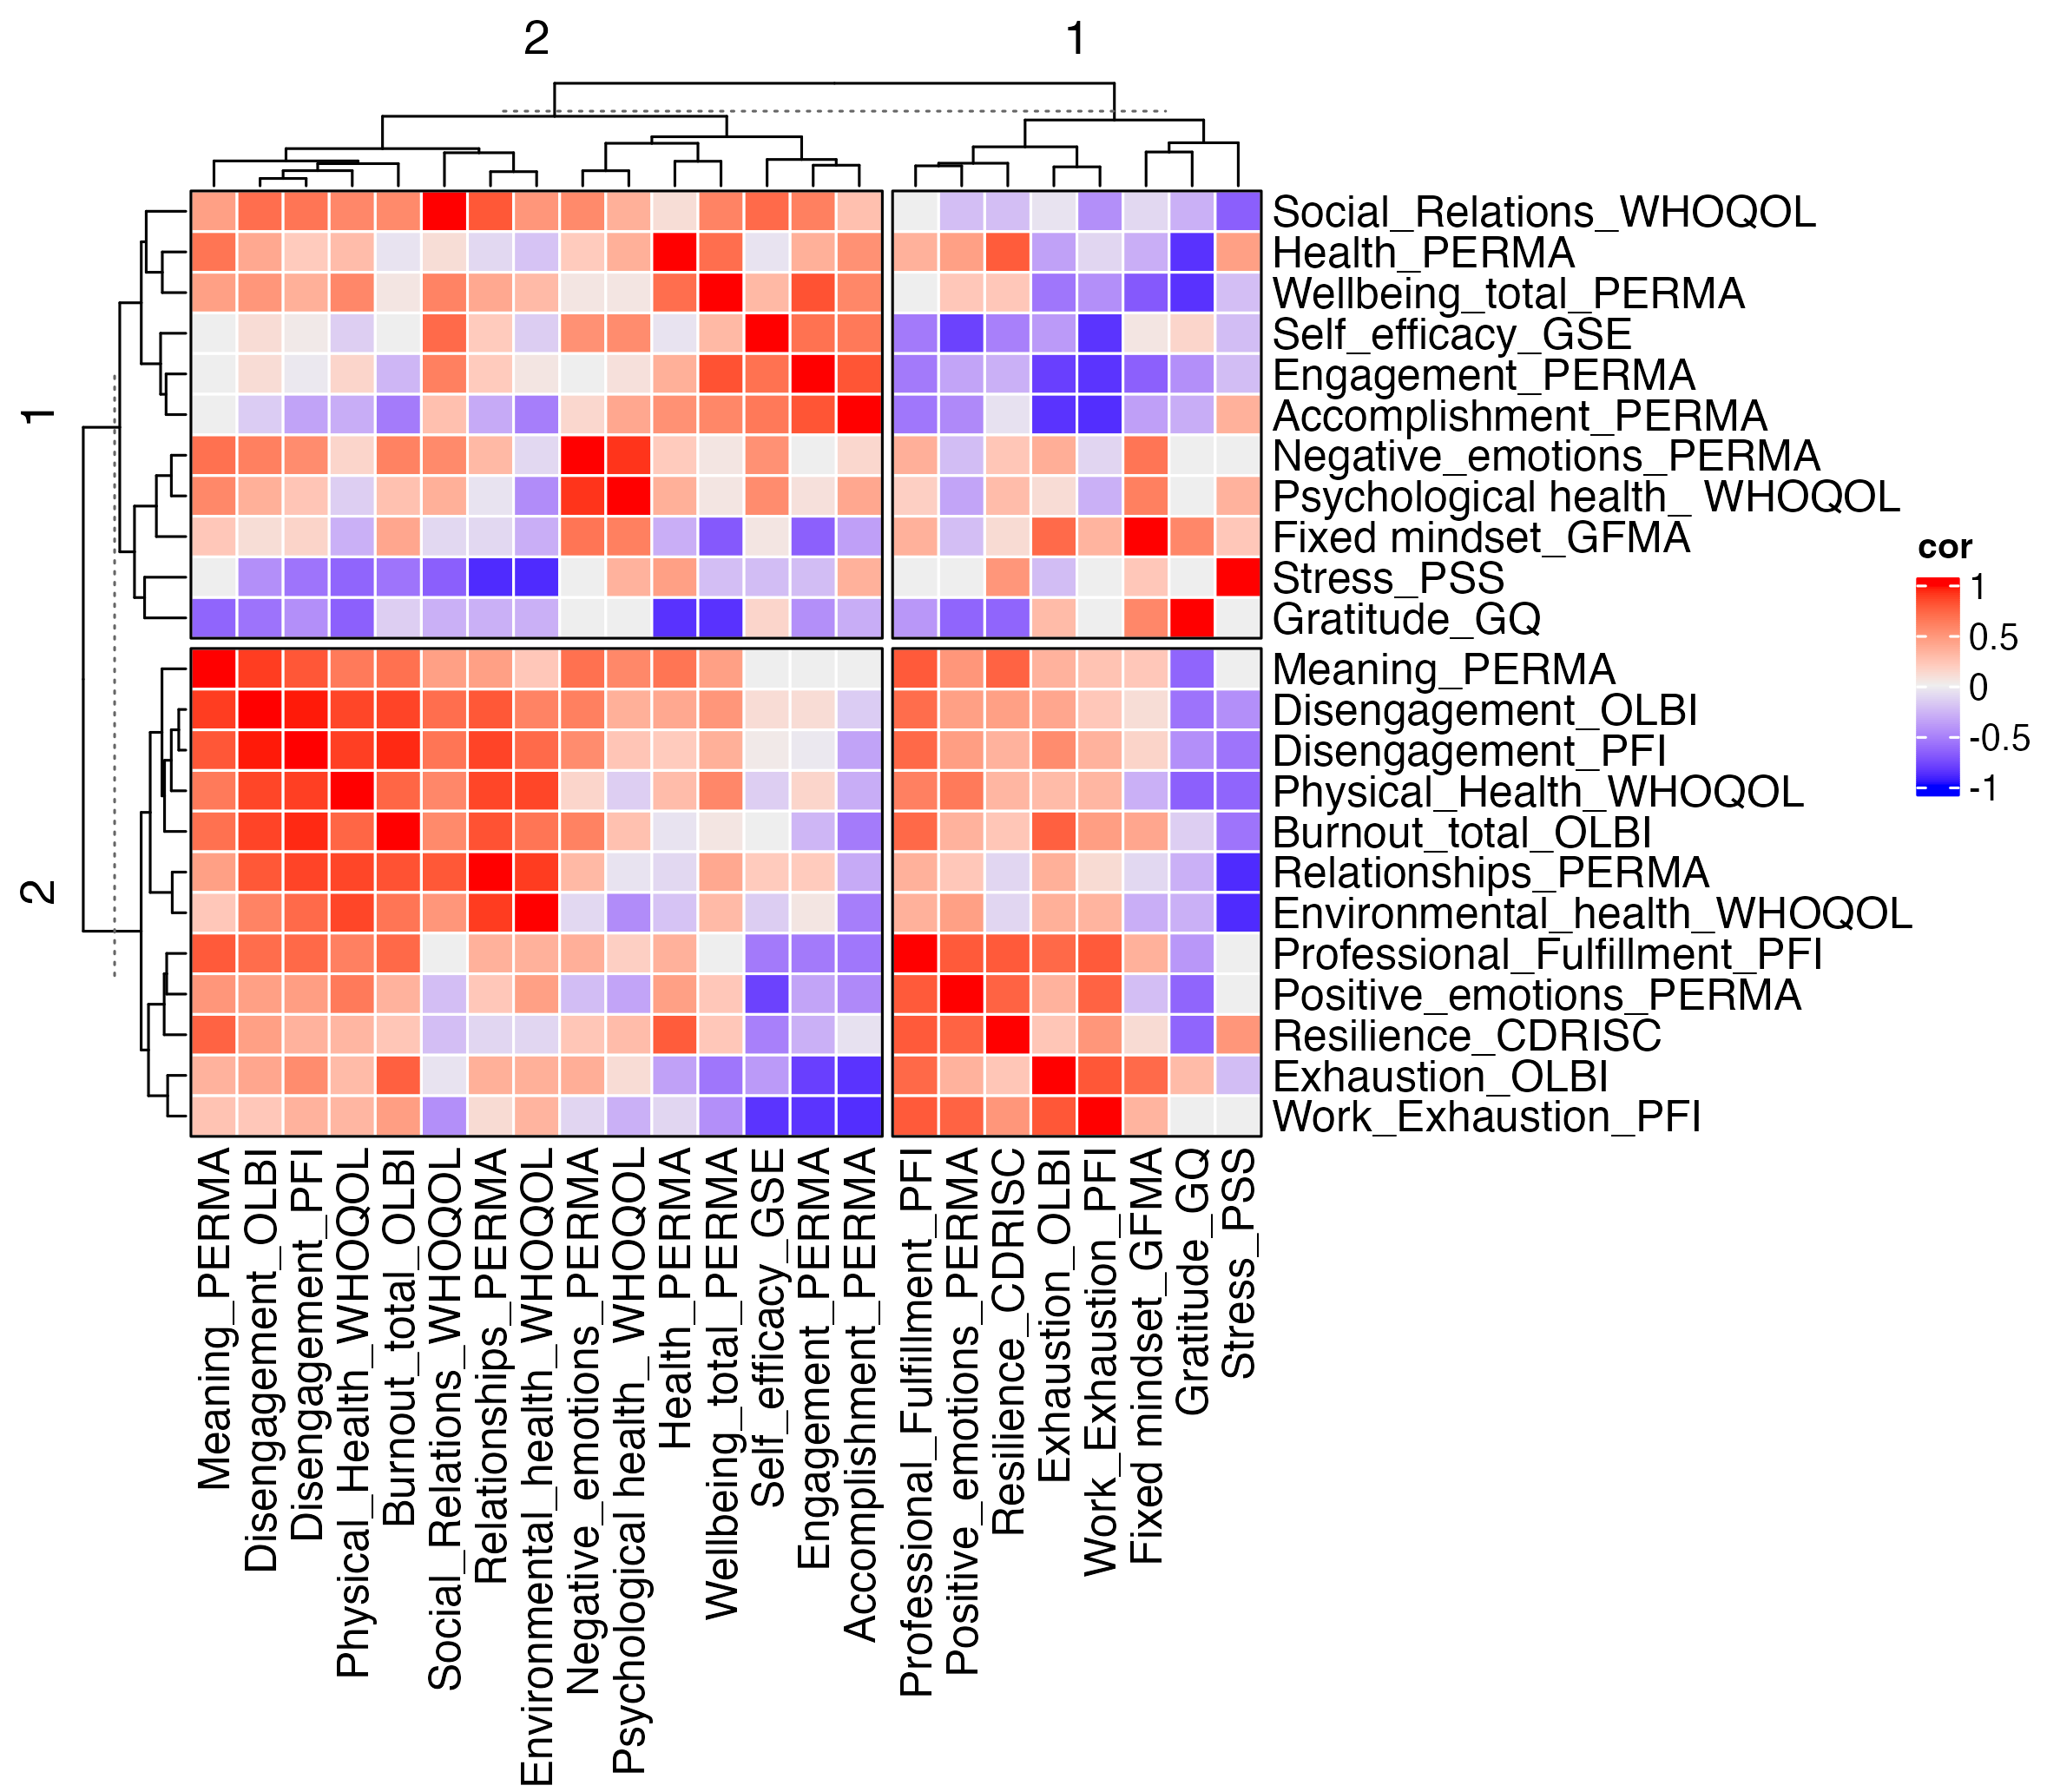 2
1
1
2
Social_Relations_WHOQOL
Health_PERMA
Wellbeing_total_PERMA
Self_efficacy_GSE
Engagement_PERMA
Accomplishment_PERMA
Negative_emotions_PERMA
Psychological health_ WHOQOL
Fixed mindset_GFMA
Stress_PSS
Gratitude_GQ
Meaning_PERMA
Disengagement_OLBI
Disengagement_PFI
Physical_Health_WHOQOL
Burnout_total_OLBI
Relationships_PERMA
Environmental_health_WHOQOL
Professional_Fulfillment_PFI
Positive_emotions_PERMA
Resilience_CDRISC
Exhaustion_OLBI
Work_Exhaustion_PFI
cor
1
0.5
0
-0.5
-1
Meaning_PERMA
Disengagement_OLBI
Disengagement_PFI
Physical_Health_WHOQOL
Burnout_total_OLBI
Social_Relations_WHOQOL
Relationships_PERMA
Environmental_health_WHOQOL
Negative_emotions_PERMA
Psychological health_ WHOQOL
Health_PERMA
Wellbeing_total_PERMA
Self_efficacy_GSE
Engagement_PERMA
Accomplishment_PERMA
Professional_Fulfillment_PFI
Positive_emotions_PERMA
Resilience_CDRISC
Exhaustion_OLBI
Work_Exhaustion_PFI
Fixed mindset_GFMA
Gratitude_GQ
Stress_PSS